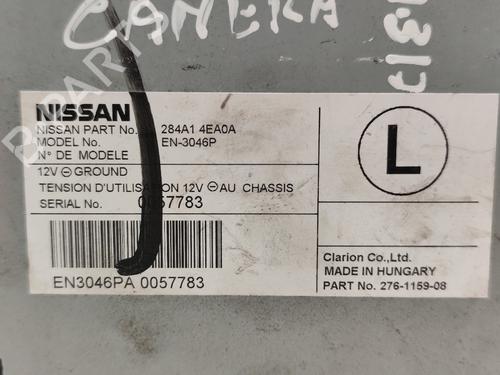 CAMERA
NISSAN
NISSAN PART No. 284A1 4EA0A
MODEL No. EN-3046P
N° DE MODELE
12V ⊖ GROUND
TENSION D'UTILISATION 12V ⊖ AU CHASSIS
SERIAL No. 0057783
EN3046PA 0057783
L
Clarion Co.,Ltd.
MADE IN HUNGARY
PART No. 276-1159-08